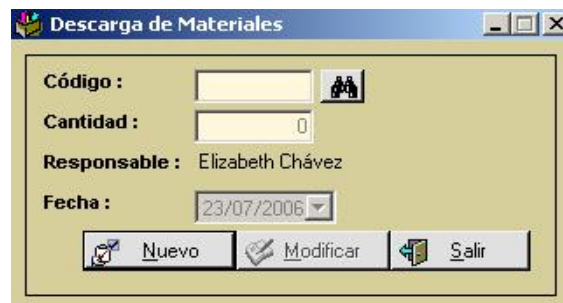 Descarga de Materiales
Código :
Cantidad : 0
Responsable : Elizabeth Chávez
Fecha : 23/07/2006
Nuevo Modificar Salir